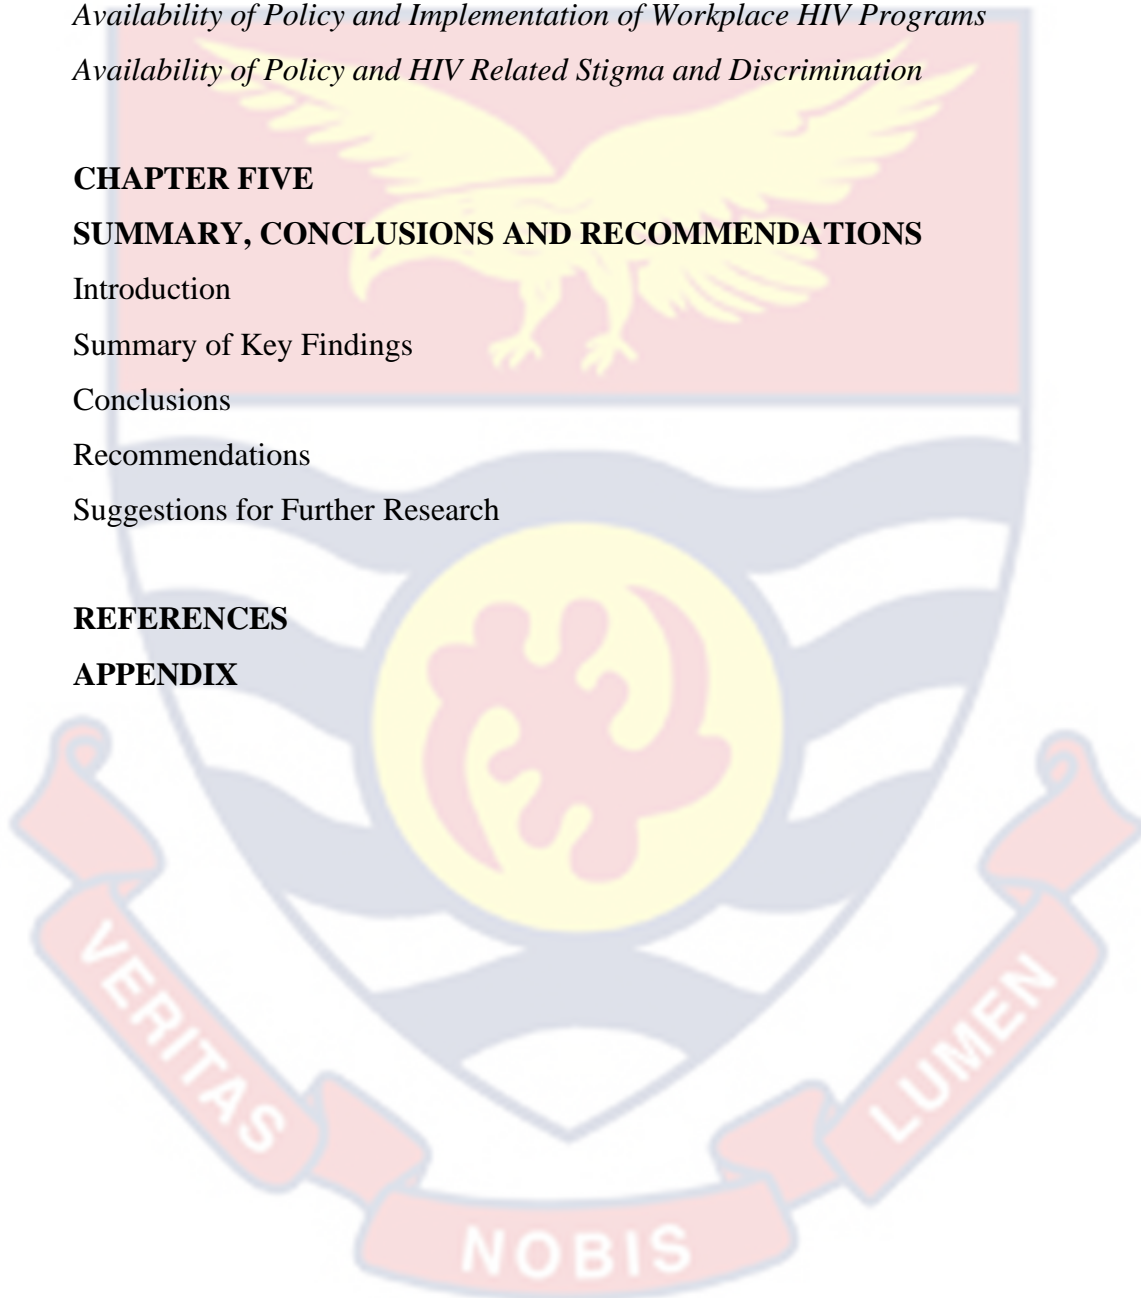 Availability of Policy and Implementation of Workplace HIV Programs
Availability of Policy and HIV Related Stigma and Discrimination
CHAPTER FIVE
SUMMARY, CONCLUSIONS AND RECOMMENDATIONS
Introduction
Summary of Key Findings
Conclusions
Recommendations
Suggestions for Further Research
REFERENCES
APPENDIX
VERITAS
NOBIS
LUMEN